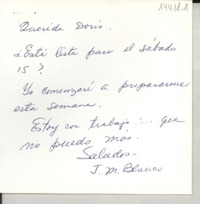 14418A
Querida Doris.
¿Está lista para el sábado
15?
Yo comenzaré a prepararme
esta semana.
Estoy con trabajo... que
no puedo más.
Saludos.
J. M. Blanco